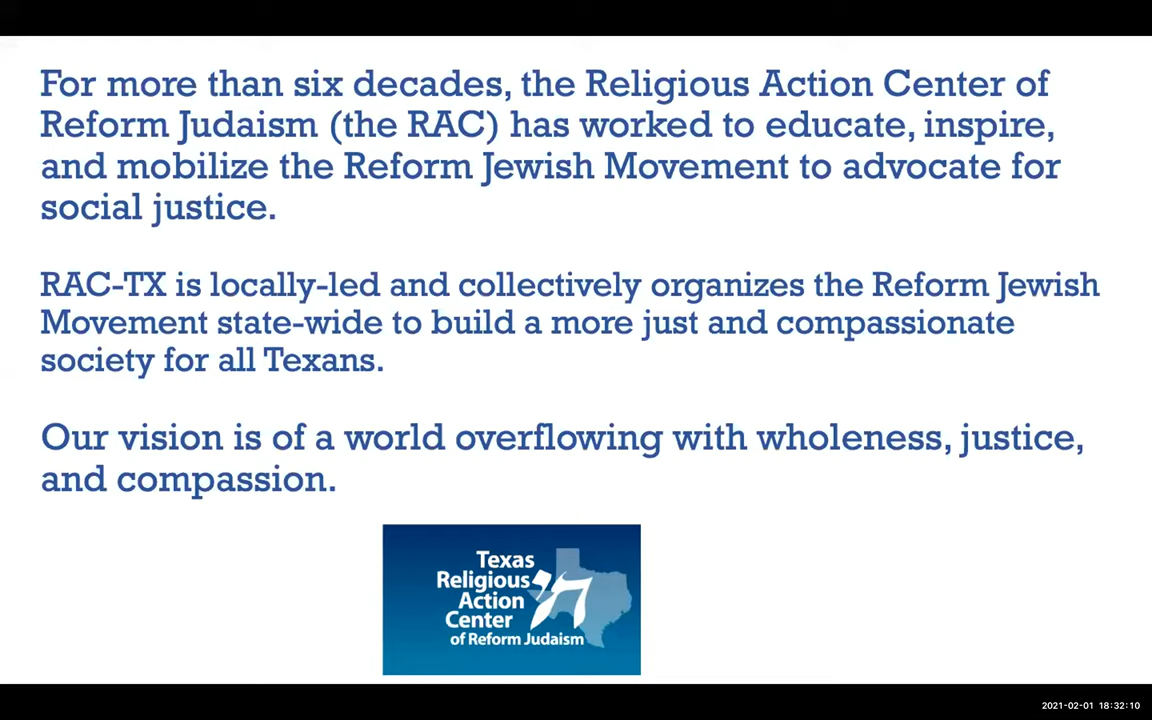 For more than six decades, the Religious Action Center of
Reform Judaism (the RAC) has worked to educate, inspire,
and mobilize the Reform Jewish Movement to advocate for
social justice.
RAC-TX is locally-led and collectively organizes the Reform Jewish
Movement state-wide to build a more just and compassionate
society for all Texans.
Our vision is of a world overflowing with wholeness, justice,
and compassion.
Texas
Religious
Action
Center
of Reform Judaism
חי
2021-02-01 18:32:10